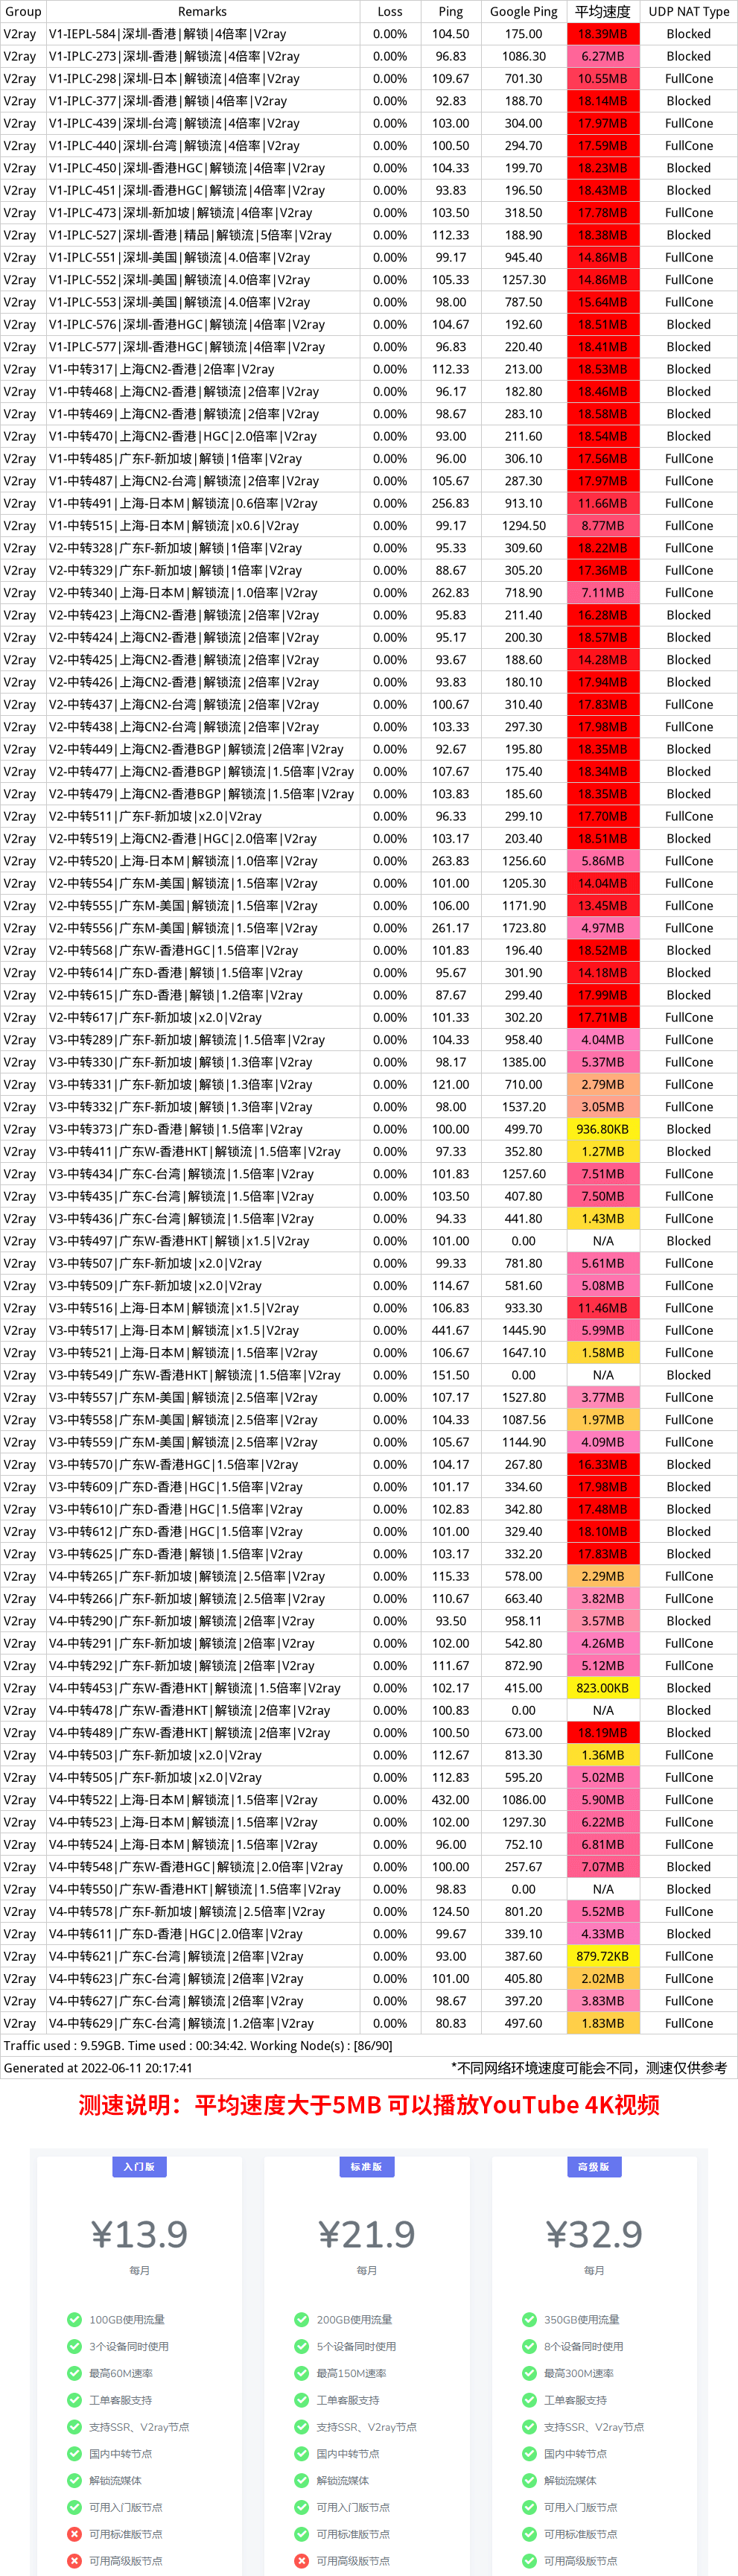 Group Remarks Loss Ping Google Ping 平均速度 UDP NAT Type
V2ray V1-IEPL-584|深圳-香港|解锁|4倍率|V2ray 0.00% 104.50 175.00 18.39MB Blocked
V2ray V1-IPLC-273|深圳-香港|解锁流|4倍率|V2ray 0.00% 96.83 1086.30 6.27MB Blocked
V2ray V1-IPLC-298|深圳-日本|解锁流|4倍率|V2ray 0.00% 109.67 701.30 10.55MB FullCone
V2ray V1-IPLC-377|深圳-香港|解锁|4倍率|V2ray 0.00% 92.83 188.70 18.14MB Blocked
V2ray V1-IPLC-439|深圳-台湾|解锁流|4倍率|V2ray 0.00% 103.00 304.00 17.97MB FullCone
V2ray V1-IPLC-440|深圳-台湾|解锁流|4倍率|V2ray 0.00% 100.50 294.70 17.59MB FullCone
V2ray V1-IPLC-450|深圳-香港HGC|解锁流|4倍率|V2ray 0.00% 104.33 199.70 18.23MB Blocked
V2ray V1-IPLC-451|深圳-香港HGC|解锁流|4倍率|V2ray 0.00% 93.83 196.50 18.43MB Blocked
V2ray V1-IPLC-473|深圳-新加坡|解锁流|4倍率|V2ray 0.00% 103.50 318.50 17.78MB FullCone
V2ray V1-IPLC-527|深圳-香港|精品|解锁流|5倍率|V2ray 0.00% 112.33 188.90 18.38MB Blocked
V2ray V1-IPLC-551|深圳-美国|解锁流|4.0倍率|V2ray 0.00% 99.17 945.40 14.86MB FullCone
V2ray V1-IPLC-552|深圳-美国|解锁流|4.0倍率|V2ray 0.00% 105.33 1257.30 14.86MB FullCone
V2ray V1-IPLC-553|深圳-美国|解锁流|4.0倍率|V2ray 0.00% 98.00 787.50 15.64MB FullCone
V2ray V1-IPLC-576|深圳-香港HGC|解锁流|4倍率|V2ray 0.00% 104.67 192.60 18.51MB Blocked
V2ray V1-IPLC-577|深圳-香港HGC|解锁流|4倍率|V2ray 0.00% 96.83 220.40 18.41MB Blocked
V2ray V1-中转317|上海CN2-香港|2倍率|V2ray 0.00% 112.33 213.00 18.53MB Blocked
V2ray V1-中转468|上海CN2-香港|解锁流|2倍率|V2ray 0.00% 96.17 182.80 18.46MB Blocked
V2ray V1-中转469|上海CN2-香港|解锁流|2倍率|V2ray 0.00% 98.67 283.10 18.58MB Blocked
V2ray V1-中转470|上海CN2-香港|HGC|2.0倍率|V2ray 0.00% 93.00 211.60 18.54MB Blocked
V2ray V1-中转485|广东F-新加坡|解锁|1倍率|V2ray 0.00% 96.00 306.10 17.56MB FullCone
V2ray V1-中转487|上海CN2-台湾|解锁流|2倍率|V2ray 0.00% 105.67 287.30 17.97MB FullCone
V2ray V1-中转491|上海-日本M|解锁流|0.6倍率|V2ray 0.00% 256.83 913.10 11.66MB FullCone
V2ray V1-中转515|上海-日本M|解锁流|x0.6|V2ray 0.00% 99.17 1294.50 8.77MB FullCone
V2ray V2-中转328|广东F-新加坡|解锁|1倍率|V2ray 0.00% 95.33 309.60 18.22MB FullCone
V2ray V2-中转329|广东F-新加坡|解锁|1倍率|V2ray 0.00% 88.67 305.20 17.36MB FullCone
V2ray V2-中转340|上海-日本M|解锁流|1.0倍率|V2ray 0.00% 262.83 718.90 7.11MB FullCone
V2ray V2-中转423|上海CN2-香港|解锁流|2倍率|V2ray 0.00% 95.83 211.40 16.28MB Blocked
V2ray V2-中转424|上海CN2-香港|解锁流|2倍率|V2ray 0.00% 95.17 200.30 18.57MB Blocked
V2ray V2-中转425|上海CN2-香港|解锁流|2倍率|V2ray 0.00% 93.67 188.60 14.28MB Blocked
V2ray V2-中转426|上海CN2-香港|解锁流|2倍率|V2ray 0.00% 93.83 180.10 17.94MB Blocked
V2ray V2-中转437|上海CN2-台湾|解锁流|2倍率|V2ray 0.00% 100.67 310.40 17.83MB FullCone
V2ray V2-中转438|上海CN2-台湾|解锁流|2倍率|V2ray 0.00% 103.33 297.30 17.98MB FullCone
V2ray V2-中转449|上海CN2-香港BGP|解锁流|2倍率|V2ray 0.00% 92.67 195.80 18.35MB Blocked
V2ray V2-中转477|上海CN2-香港BGP|解锁流|1.5倍率|V2ray 0.00% 107.67 175.40 18.34MB Blocked
V2ray V2-中转479|上海CN2-香港BGP|解锁流|1.5倍率|V2ray 0.00% 103.83 185.60 18.35MB Blocked
V2ray V2-中转511|广东F-新加坡|x2.0|V2ray 0.00% 96.33 299.10 17.70MB FullCone
V2ray V2-中转519|上海CN2-香港|HGC|2.0倍率|V2ray 0.00% 103.17 203.40 18.51MB Blocked
V2ray V2-中转520|上海-日本M|解锁流|1.0倍率|V2ray 0.00% 263.83 1256.60 5.86MB FullCone
V2ray V2-中转554|广东M-美国|解锁流|1.5倍率|V2ray 0.00% 101.00 1205.30 14.04MB FullCone
V2ray V2-中转555|广东M-美国|解锁流|1.5倍率|V2ray 0.00% 106.00 1171.90 13.45MB FullCone
V2ray V2-中转556|广东M-美国|解锁流|1.5倍率|V2ray 0.00% 261.17 1723.80 4.97MB FullCone
V2ray V2-中转568|广东W-香港HGC|1.5倍率|V2ray 0.00% 101.83 196.40 18.52MB Blocked
V2ray V2-中转614|广东D-香港|解锁|1.5倍率|V2ray 0.00% 95.67 301.90 14.18MB Blocked
V2ray V2-中转615|广东D-香港|解锁|1.2倍率|V2ray 0.00% 87.67 299.40 17.99MB Blocked
V2ray V2-中转617|广东F-新加坡|x2.0|V2ray 0.00% 101.33 302.20 17.71MB FullCone
V2ray V3-中转289|广东F-新加坡|解锁流|1.5倍率|V2ray 0.00% 104.33 958.40 4.04MB FullCone
V2ray V3-中转330|广东F-新加坡|解锁|1.3倍率|V2ray 0.00% 98.17 1385.00 5.37MB FullCone
V2ray V3-中转331|广东F-新加坡|解锁|1.3倍率|V2ray 0.00% 121.00 710.00 2.79MB FullCone
V2ray V3-中转332|广东F-新加坡|解锁|1.3倍率|V2ray 0.00% 98.00 1537.20 3.05MB FullCone
V2ray V3-中转373|广东D-香港|解锁|1.5倍率|V2ray 0.00% 100.00 499.70 936.80KB Blocked
V2ray V3-中转411|广东W-香港HKT|解锁流|1.5倍率|V2ray 0.00% 97.33 352.80 1.27MB Blocked
V2ray V3-中转434|广东C-台湾|解锁流|1.5倍率|V2ray 0.00% 101.83 1257.60 7.51MB FullCone
V2ray V3-中转435|广东C-台湾|解锁流|1.5倍率|V2ray 0.00% 103.50 407.80 7.50MB FullCone
V2ray V3-中转436|广东C-台湾|解锁流|1.5倍率|V2ray 0.00% 94.33 441.80 1.43MB FullCone
V2ray V3-中转497|广东W-香港HKT|解锁|x1.5|V2ray 0.00% 101.00 0.00 N/A Blocked
V2ray V3-中转507|广东F-新加坡|x2.0|V2ray 0.00% 99.33 781.80 5.61MB FullCone
V2ray V3-中转509|广东F-新加坡|x2.0|V2ray 0.00% 114.67 581.60 5.08MB FullCone
V2ray V3-中转516|上海-日本M|解锁流|x1.5|V2ray 0.00% 106.83 933.30 11.46MB FullCone
V2ray V3-中转517|上海-日本M|解锁流|x1.5|V2ray 0.00% 441.67 1445.90 5.99MB FullCone
V2ray V3-中转521|上海-日本M|解锁流|1.5倍率|V2ray 0.00% 106.67 1647.10 1.58MB FullCone
V2ray V3-中转549|广东W-香港HKT|解锁流|1.5倍率|V2ray 0.00% 151.50 0.00 N/A Blocked
V2ray V3-中转557|广东M-美国|解锁流|2.5倍率|V2ray 0.00% 107.17 1527.80 3.77MB FullCone
V2ray V3-中转558|广东M-美国|解锁流|2.5倍率|V2ray 0.00% 104.33 1087.56 1.97MB FullCone
V2ray V3-中转559|广东M-美国|解锁流|2.5倍率|V2ray 0.00% 105.67 1144.90 4.09MB FullCone
V2ray V3-中转570|广东W-香港HGC|1.5倍率|V2ray 0.00% 104.17 267.80 16.33MB Blocked
V2ray V3-中转609|广东D-香港|HGC|1.5倍率|V2ray 0.00% 101.17 334.60 17.98MB Blocked
V2ray V3-中转610|广东D-香港|HGC|1.5倍率|V2ray 0.00% 102.83 342.80 17.48MB Blocked
V2ray V3-中转612|广东D-香港|HGC|1.5倍率|V2ray 0.00% 101.00 329.40 18.10MB Blocked
V2ray V3-中转625|广东D-香港|解锁|1.5倍率|V2ray 0.00% 103.17 332.20 17.83MB Blocked
V2ray V4-中转265|广东F-新加坡|解锁流|2.5倍率|V2ray 0.00% 115.33 578.00 2.29MB FullCone
V2ray V4-中转266|广东F-新加坡|解锁流|2.5倍率|V2ray 0.00% 110.67 663.40 3.82MB FullCone
V2ray V4-中转290|广东F-新加坡|解锁流|2倍率|V2ray 0.00% 93.50 958.11 3.57MB Blocked
V2ray V4-中转291|广东F-新加坡|解锁流|2倍率|V2ray 0.00% 102.00 542.80 4.26MB FullCone
V2ray V4-中转292|广东F-新加坡|解锁流|2倍率|V2ray 0.00% 111.67 872.90 5.12MB FullCone
V2ray V4-中转453|广东W-香港HKT|解锁流|1.5倍率|V2ray 0.00% 102.17 415.00 823.00KB Blocked
V2ray V4-中转478|广东W-香港HKT|解锁流|2倍率|V2ray 0.00% 100.83 0.00 N/A Blocked
V2ray V4-中转489|广东W-香港HKT|解锁流|2倍率|V2ray 0.00% 100.50 673.00 18.19MB Blocked
V2ray V4-中转503|广东F-新加坡|x2.0|V2ray 0.00% 112.67 813.30 1.36MB FullCone
V2ray V4-中转505|广东F-新加坡|x2.0|V2ray 0.00% 112.83 595.20 5.02MB FullCone
V2ray V4-中转522|上海-日本M|解锁流|1.5倍率|V2ray 0.00% 432.00 1086.00 5.90MB FullCone
V2ray V4-中转523|上海-日本M|解锁流|1.5倍率|V2ray 0.00% 102.00 1297.30 6.22MB FullCone
V2ray V4-中转524|上海-日本M|解锁流|1.5倍率|V2ray 0.00% 96.00 752.10 6.81MB FullCone
V2ray V4-中转548|广东W-香港HGC|解锁流|2.0倍率|V2ray 0.00% 100.00 257.67 7.07MB Blocked
V2ray V4-中转550|广东W-香港HKT|解锁流|1.5倍率|V2ray 0.00% 98.83 0.00 N/A Blocked
V2ray V4-中转578|广东F-新加坡|解锁流|2.5倍率|V2ray 0.00% 124.50 801.20 5.52MB FullCone
V2ray V4-中转611|广东D-香港|HGC|2.0倍率|V2ray 0.00% 99.67 339.10 4.33MB Blocked
V2ray V4-中转621|广东C-台湾|解锁流|2倍率|V2ray 0.00% 93.00 387.60 879.72KB FullCone
V2ray V4-中转623|广东C-台湾|解锁流|2倍率|V2ray 0.00% 101.00 405.80 2.02MB FullCone
V2ray V4-中转627|广东C-台湾|解锁流|2倍率|V2ray 0.00% 98.67 397.20 3.83MB FullCone
V2ray V4-中转629|广东C-台湾|解锁流|1.2倍率|V2ray 0.00% 80.83 497.60 1.83MB FullCone
Traffic used : 9.59GB. Time used : 00:34:42. Working Node(s) : [86/90]
Generated at 2022-06-11 20:17:41 *不同网络环境速度可能会不同，测速仅供参考
测速说明：平均速度大于5MB 可以播放YouTube 4K视频
入门版 标准版 高级版
¥13.9 ¥21.9 ¥32.9
每月 每月 每月
100GB使用流量 200GB使用流量 350GB使用流量
3个设备同时使用 5个设备同时使用 8个设备同时使用
最高60M速率 最高150M速率 最高300M速率
工单客服支持 工单客服支持 工单客服支持
支持SSR、V2ray节点 支持SSR、V2ray节点 支持SSR、V2ray节点
国内中转节点 国内中转节点 国内中转节点
解锁流媒体 解锁流媒体 解锁流媒体
可用入门版节点 可用入门版节点 可用入门版节点
可用标准版节点 可用标准版节点 可用标准版节点
可用高级版节点 可用高级版节点 可用高级版节点